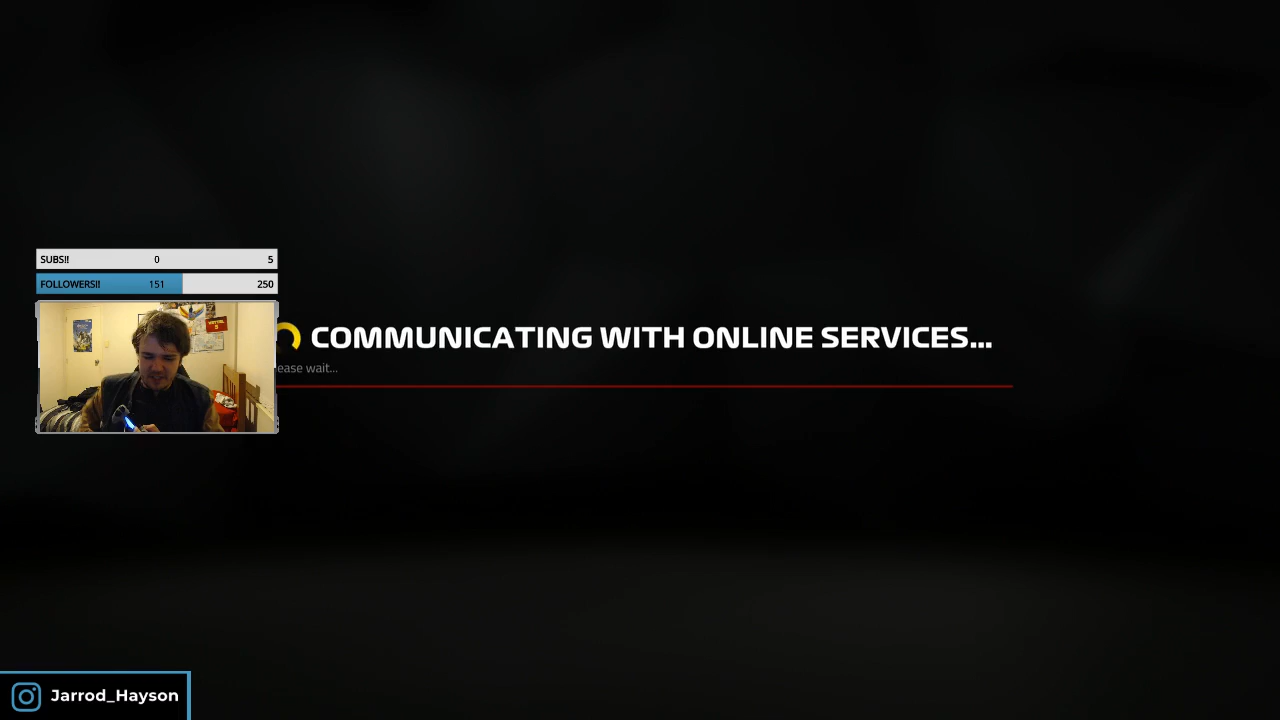 SUBS!! 0 5
FOLLOWERS!! 151 250
COMMUNICATING WITH ONLINE SERVICES...
ease wait...
Jarrod_Hayson